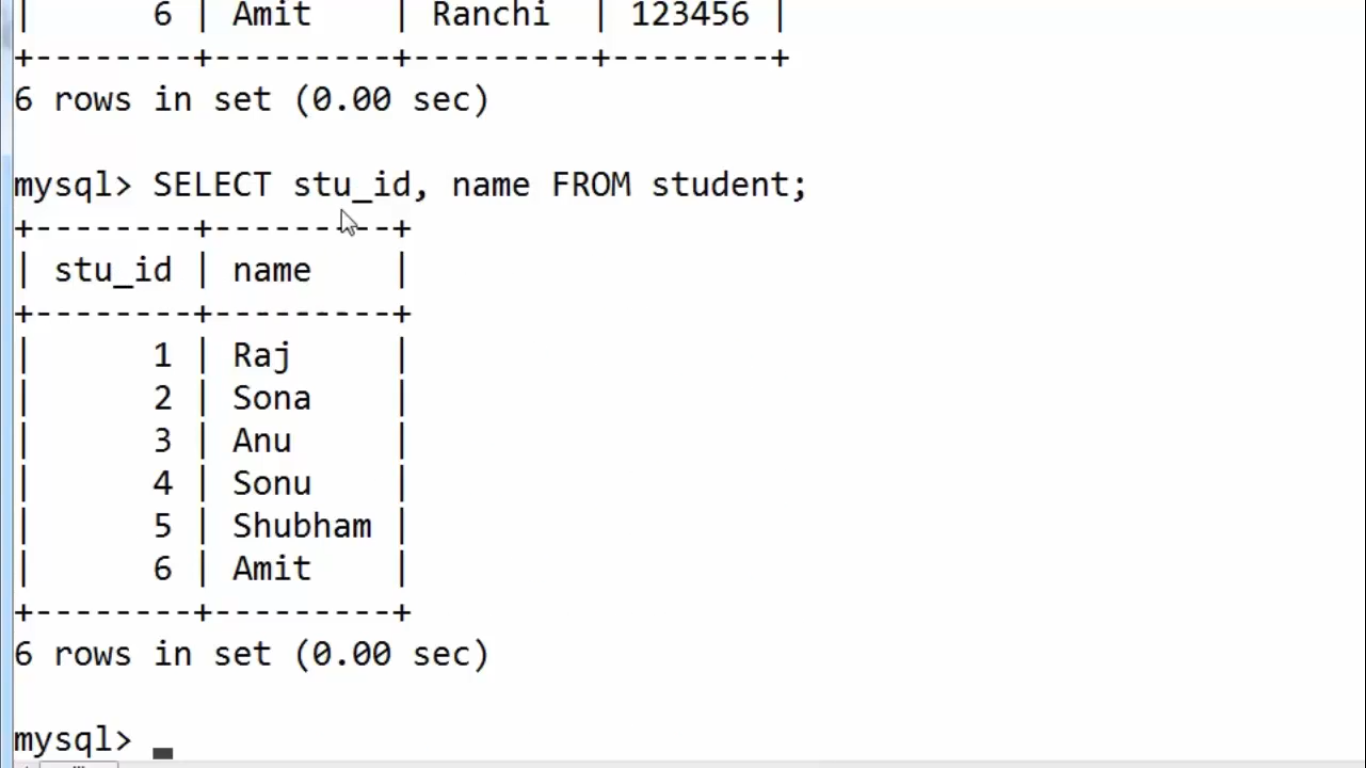 |      6 | Amit    | Ranchi  | 123456 |
+--------+---------+---------+--------+
6 rows in set (0.00 sec)

mysql> SELECT stu_id, name FROM student;
+--------+---------+
| stu_id | name    |
+--------+---------+
|      1 | Raj     |
|      2 | Sona    |
|      3 | Anu     |
|      4 | Sonu    |
|      5 | Shubham |
|      6 | Amit    |
+--------+---------+
6 rows in set (0.00 sec)

mysql>